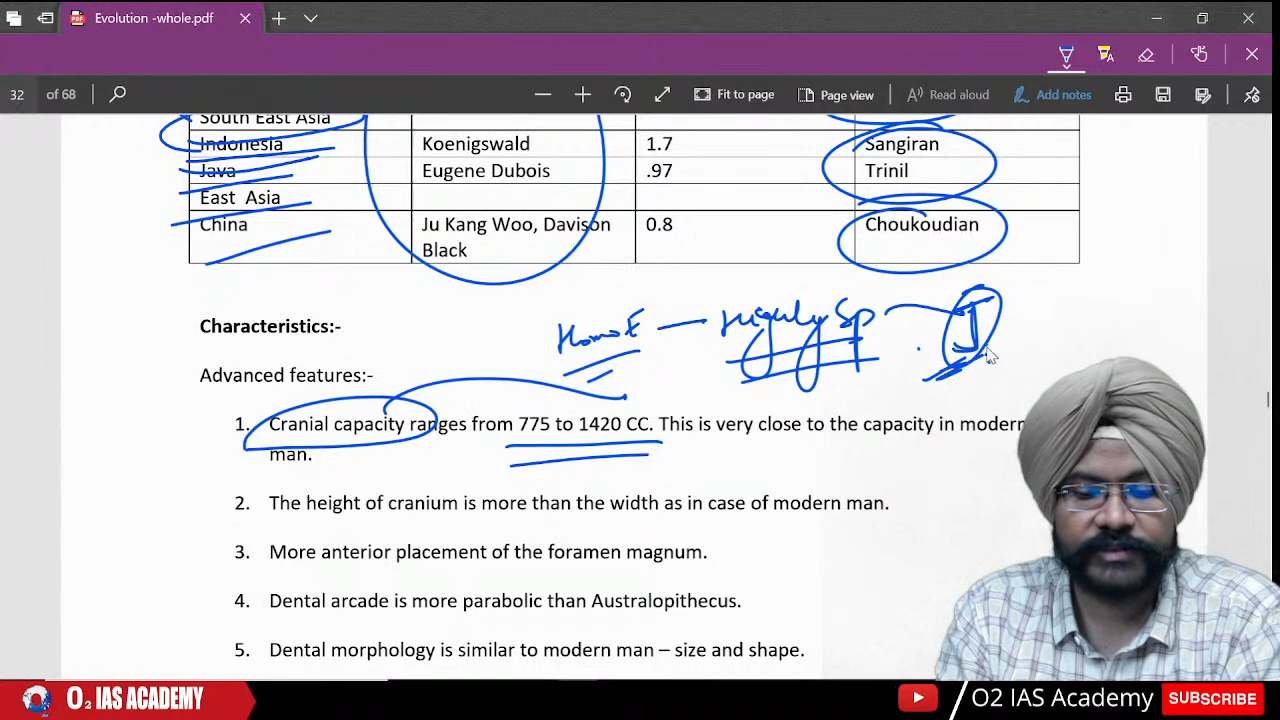 Evolution -whole.pdf
32 of 68 Fit to page Page view Read aloud Add notes
South East Asia
Indonesia Koenigswald 1.7 Sangiran
Java Eugene Dubois .97 Trinil
East Asia
China Ju Kang Woo, Davison 0.8 Choukoudian
Black
Characteristics:-
Homo E — Highly Sp
Advanced features:-
1. Cranial capacity ranges from 775 to 1420 CC. This is very close to the capacity in modern
man.
2. The height of cranium is more than the width as in case of modern man.
3. More anterior placement of the foramen magnum.
4. Dental arcade is more parabolic than Australopithecus.
5. Dental morphology is similar to modern man – size and shape.
O2 IAS ACADEMY O2 IAS Academy SUBSCRIBE